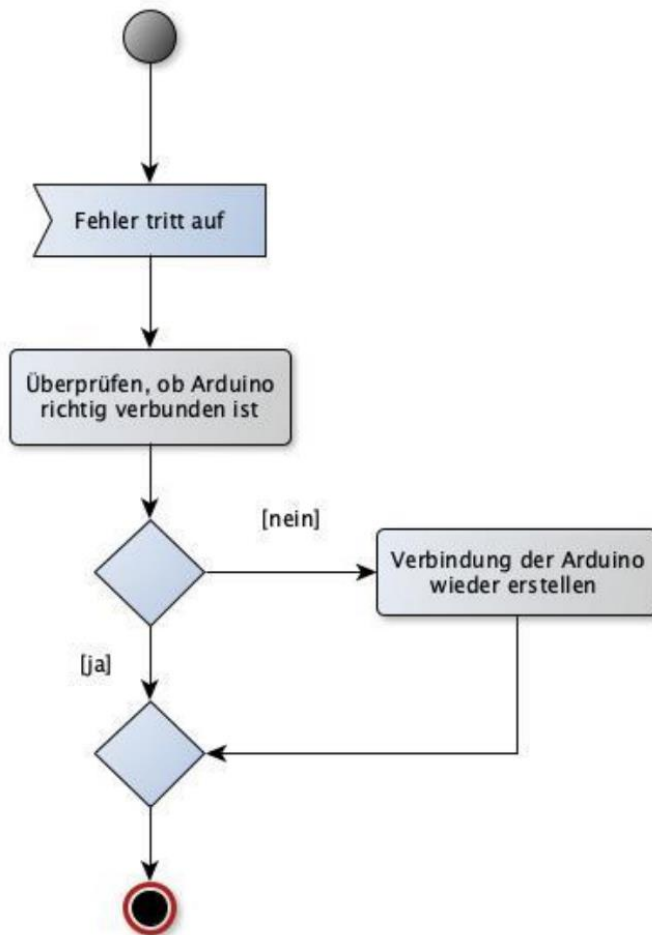 Fehler tritt auf
Überprüfen, ob Arduino
richtig verbunden ist
[nein]
Verbindung der Arduino
wieder erstellen
[ja]